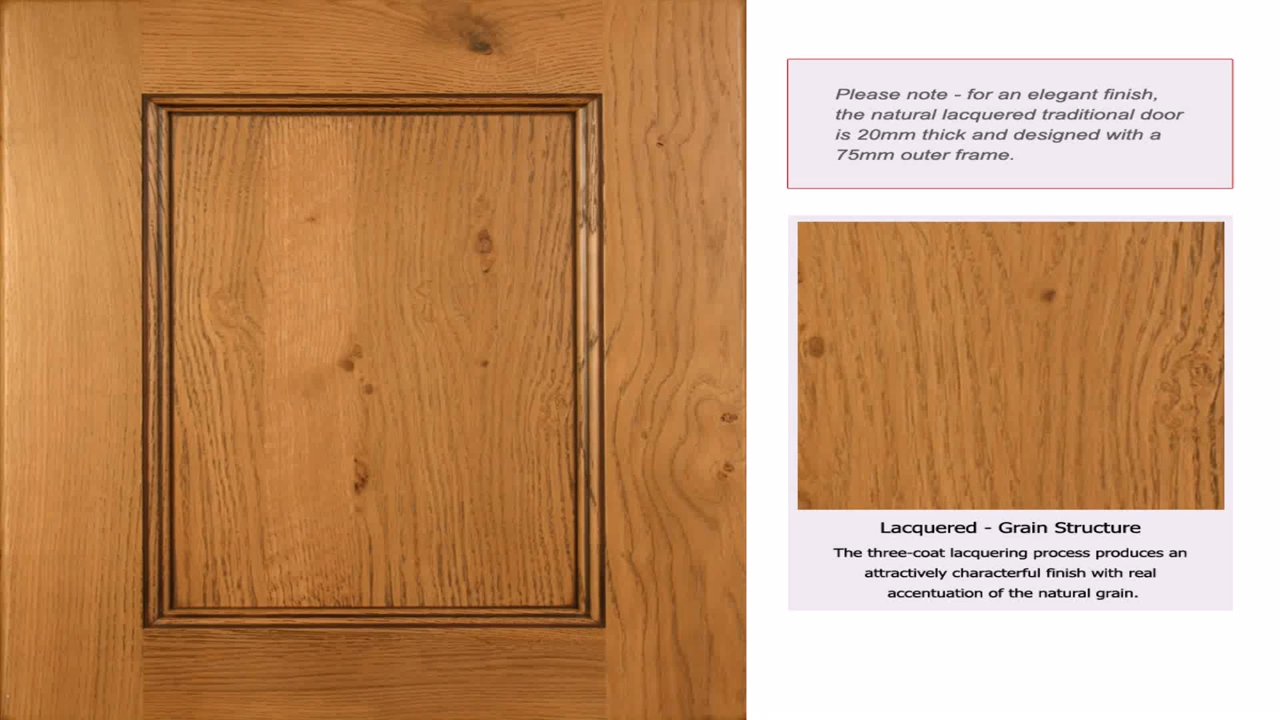 Please note - for an elegant finish,
the natural lacquered traditional door
is 20mm thick and designed with a
75mm outer frame.
Lacquered - Grain Structure
The three-coat lacquering process produces an
attractively characterful finish with real
accentuation of the natural grain.